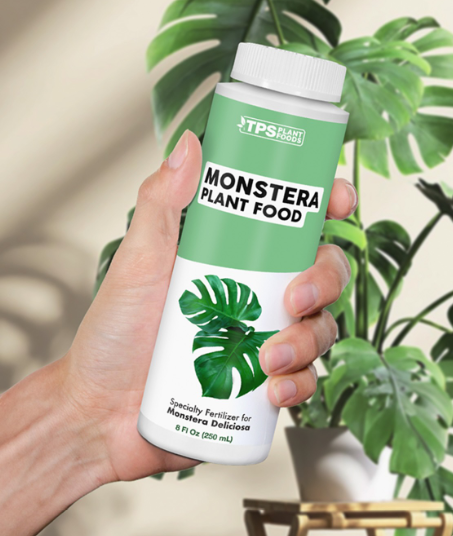 TPS PLANT
FOODS
MONSTERA
PLANT FOOD
Specialty Fertilizer for
Monstera Deliciosa
8 Fl Oz (250 mL)